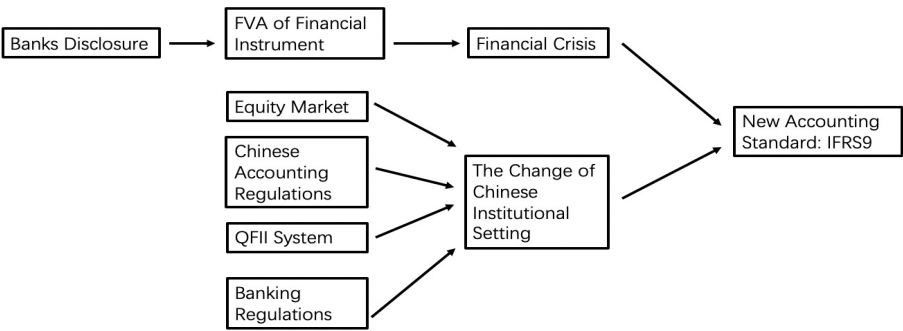 Banks Disclosure
FVA of Financial
Instrument
Financial Crisis
Equity Market
Chinese
Accounting
Regulations
QFII System
Banking
Regulations
The Change of
Chinese
Institutional
Setting
New Accounting
Standard: IFRS9